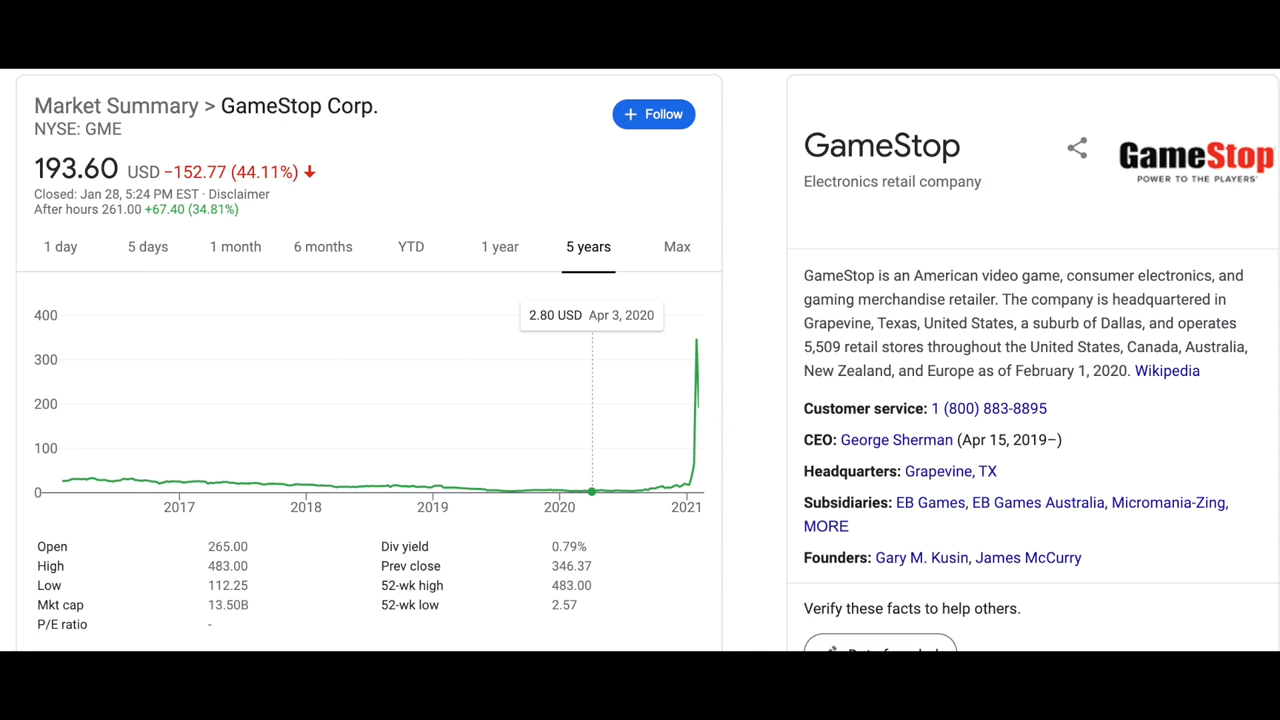 Market Summary > GameStop Corp.
NYSE: GME
+ Follow
193.60 USD −152.77 (44.11%)
Closed: Jan 28, 5:24 PM EST · Disclaimer
After hours 261.00 +67.40 (34.81%)
1 day 5 days 1 month 6 months YTD 1 year 5 years Max
2.80 USD Apr 3, 2020
400
300
200
100
0
2017 2018 2019 2020 2021
Open 265.00 Div yield 0.79%
High 483.00 Prev close 346.37
Low 112.25 52-wk high 483.00
Mkt cap 13.50B 52-wk low 2.57
P/E ratio -
GameStop
Electronics retail company
GameStop
POWER TO THE PLAYERS
GameStop is an American video game, consumer electronics, and
gaming merchandise retailer. The company is headquartered in
Grapevine, Texas, United States, a suburb of Dallas, and operates
5,509 retail stores throughout the United States, Canada, Australia,
New Zealand, and Europe as of February 1, 2020. Wikipedia
Customer service: 1 (800) 883-8895
CEO: George Sherman (Apr 15, 2019–)
Headquarters: Grapevine, TX
Subsidiaries: EB Games, EB Games Australia, Micromania-Zing,
MORE
Founders: Gary M. Kusin, James McCurry
Verify these facts to help others.